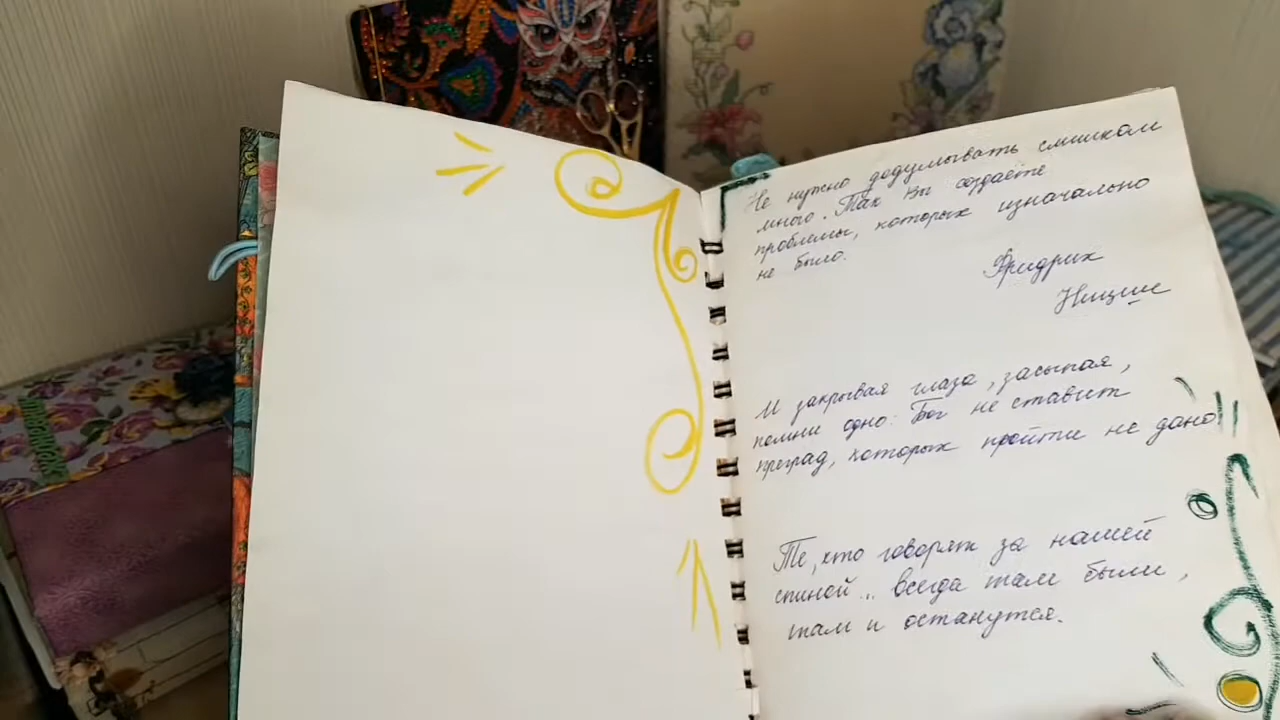 Не нужно додумывать слишком
много. Так Вы создаёте
проблемы, которых изначально
не было.
Фридрих
Ницше
И закрывая глаза, засыпая,
помни одно: Бог не ставит
преград, которых пройти не дано
Те, кто говорят за нашей
спиной.. всегда там были,
там и останутся.